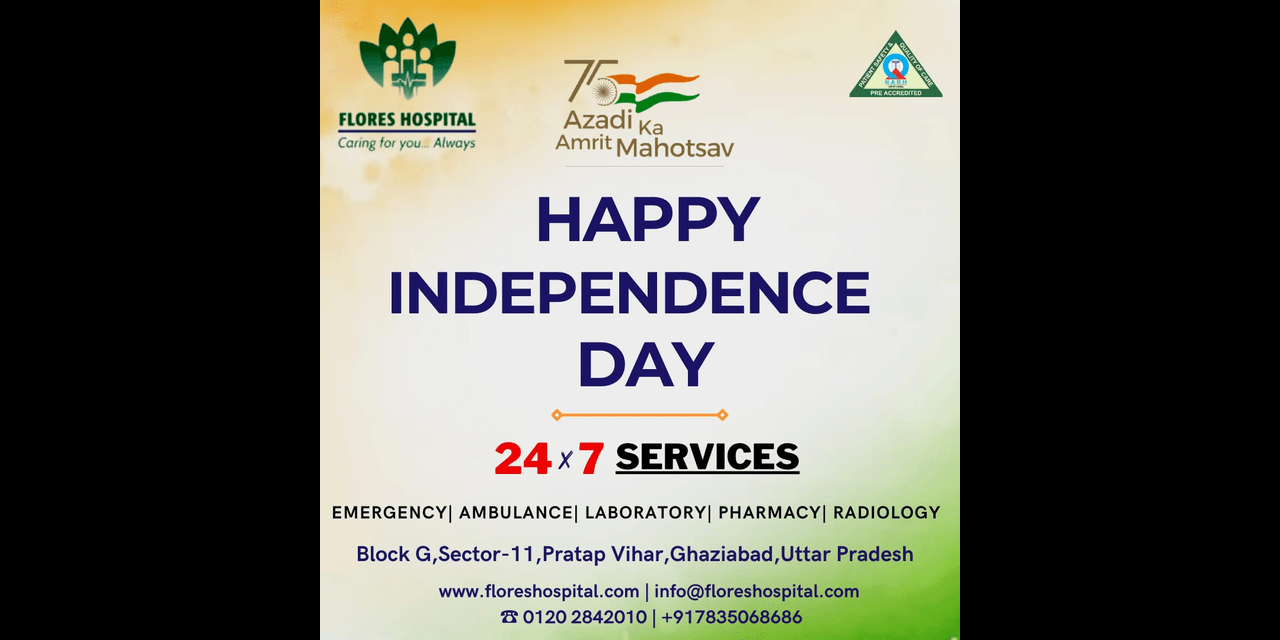 FLORES HOSPITAL
Caring for you... Always
75
Azadi Ka
Amrit Mahotsav
PATIENT SAFETY & QUALITY OF CARE
NABH
PRE ACCREDITED
HAPPY
INDEPENDENCE
DAY
24 x 7 SERVICES
EMERGENCY| AMBULANCE| LABORATORY| PHARMACY| RADIOLOGY
Block G,Sector-11,Pratap Vihar,Ghaziabad,Uttar Pradesh
www.floreshospital.com | info@floreshospital.com
☎ 0120 2842010 | +917835068686